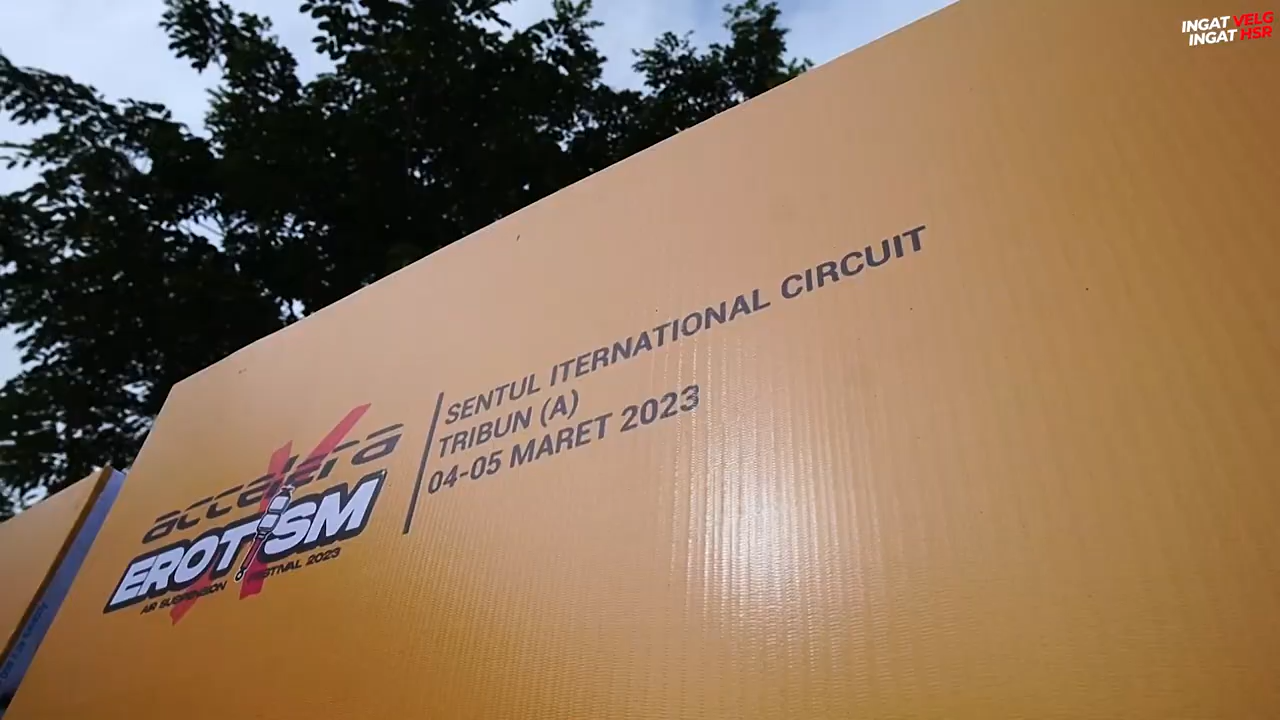 INGAT VELG
INGAT HSR
SENTUL ITERNATIONAL CIRCUIT
TRIBUN (A)
04-05 MARET 2023
accelera
EROTISM
AIR SUSPENSION FESTIVAL 2023